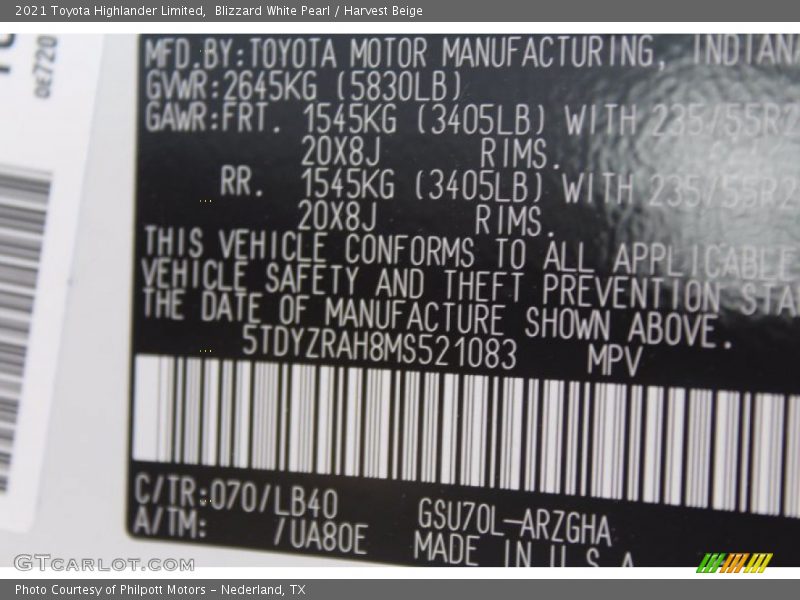 2021 Toyota Highlander Limited,  Blizzard White Pearl / Harvest Beige
0E720
MFD.BY:TOYOTA MOTOR MANUFACTURING, INDIANA
GVWR:2645KG (5830LB)
GAWR:FRT. 1545KG (3405LB) WITH 235/55R2
20X8J RIMS.
RR. 1545KG (3405LB) WITH 235/55R2
20X8J RIMS.
THIS VEHICLE CONFORMS TO ALL APPLICABLE
VEHICLE SAFETY AND THEFT PREVENTION STA
THE DATE OF MANUFACTURE SHOWN ABOVE.
5TDYZRAH8MS521083 MPV
C/TR:070/LB40 GSU70L-ARZGHA
A/TM: /UA80E MADE IN U.S.A
GTCARLOT.COM
Photo Courtesy of Philpott Motors - Nederland, TX